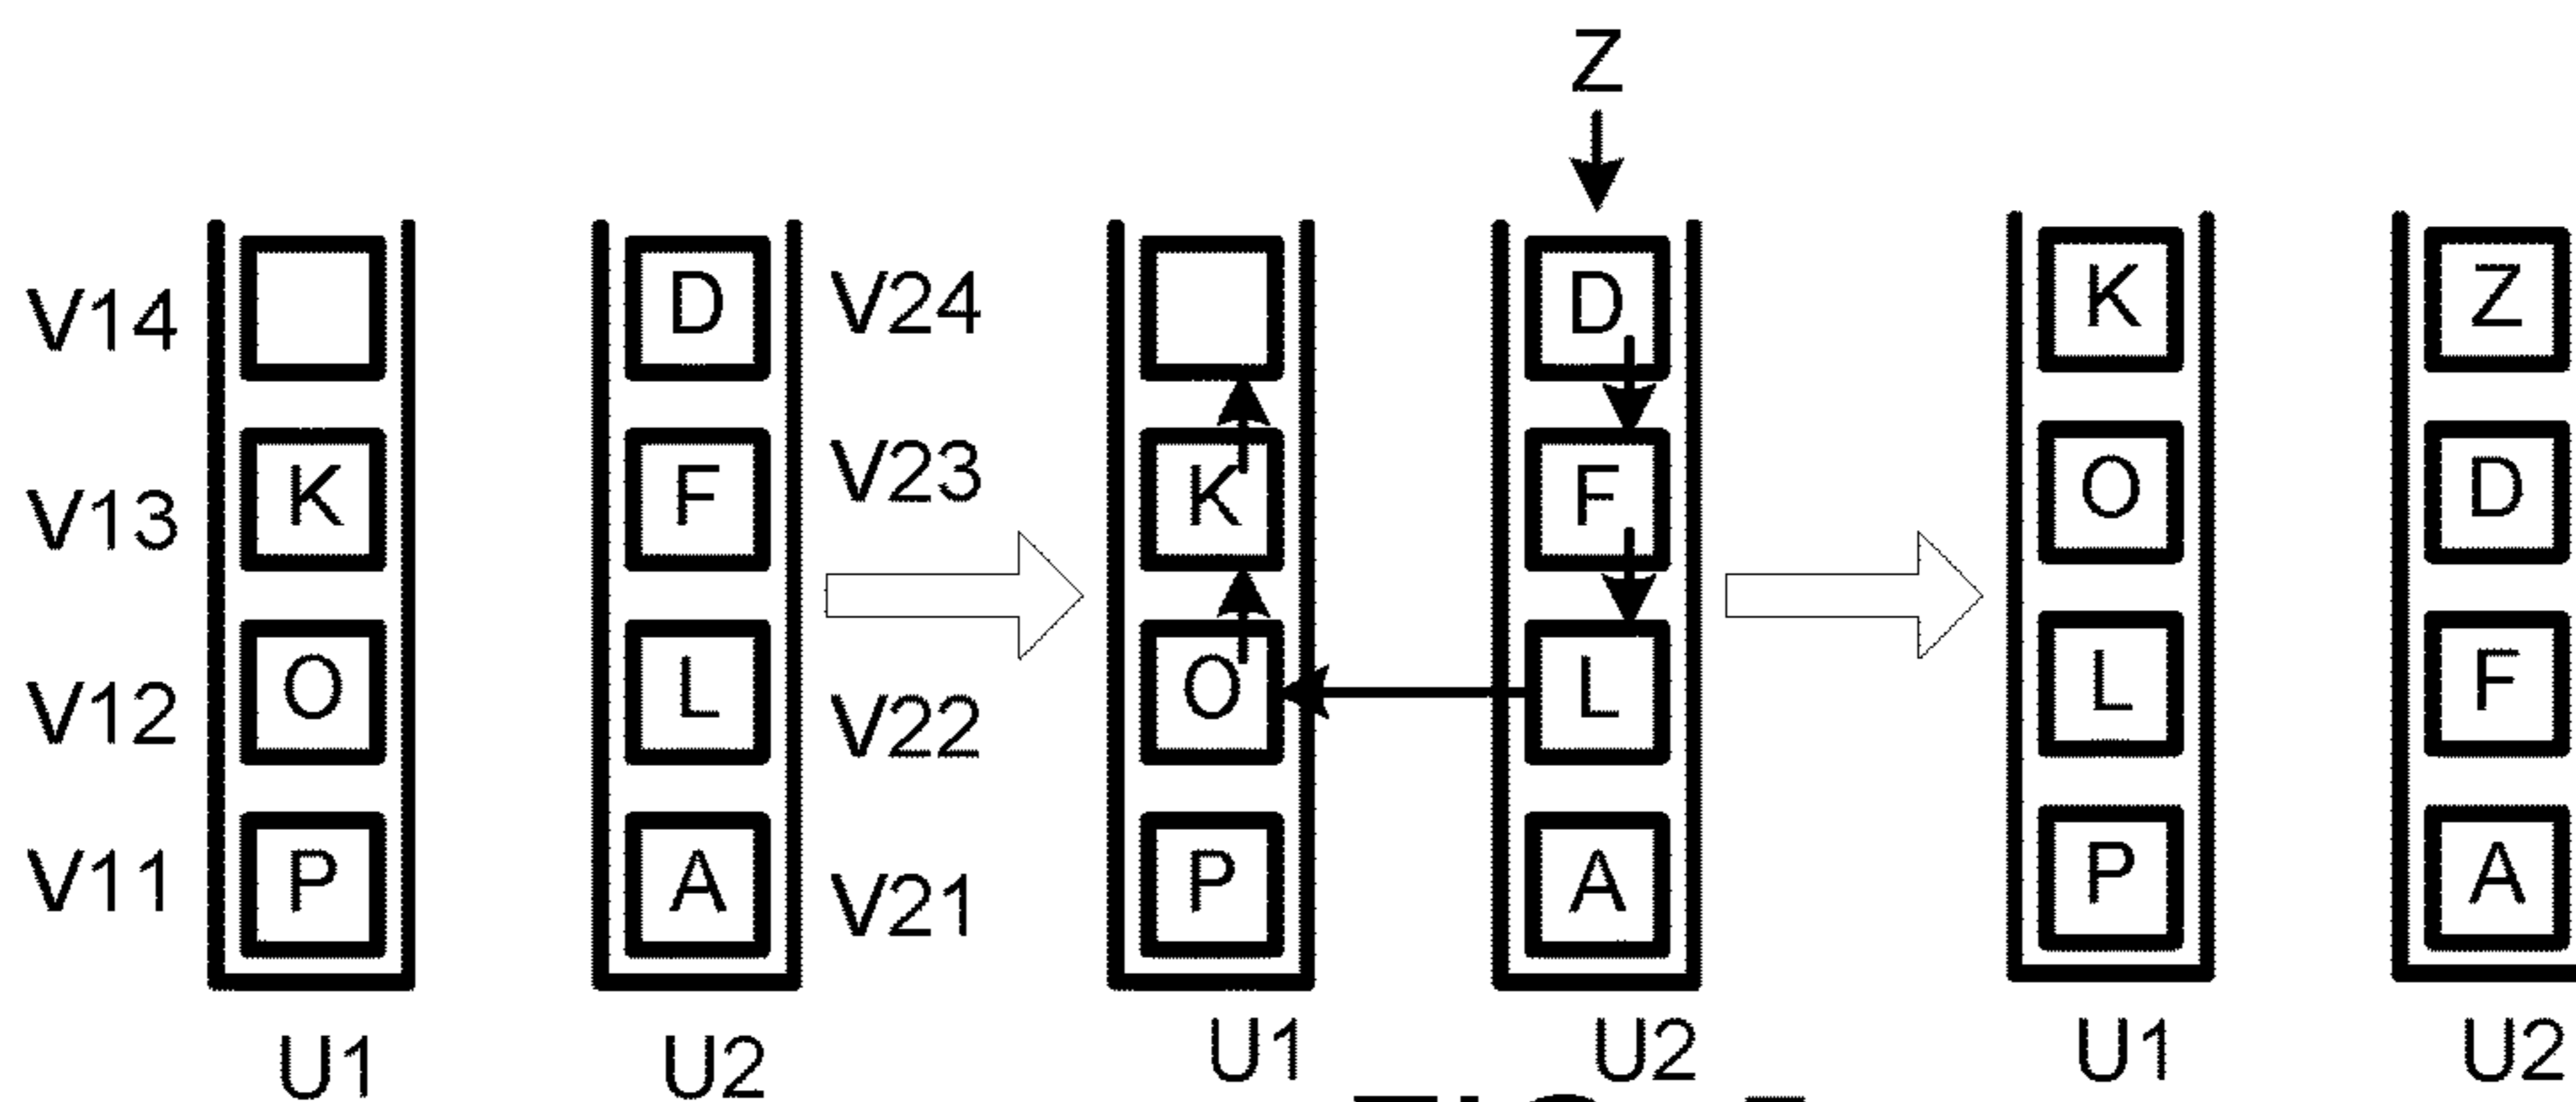 Z
V14 D V24 D K Z
V13 K F V23 K F O D
V12 O L V22 O L L F
V11 P A V21 P A P A
U1 U2 U1 U2 U1 U2